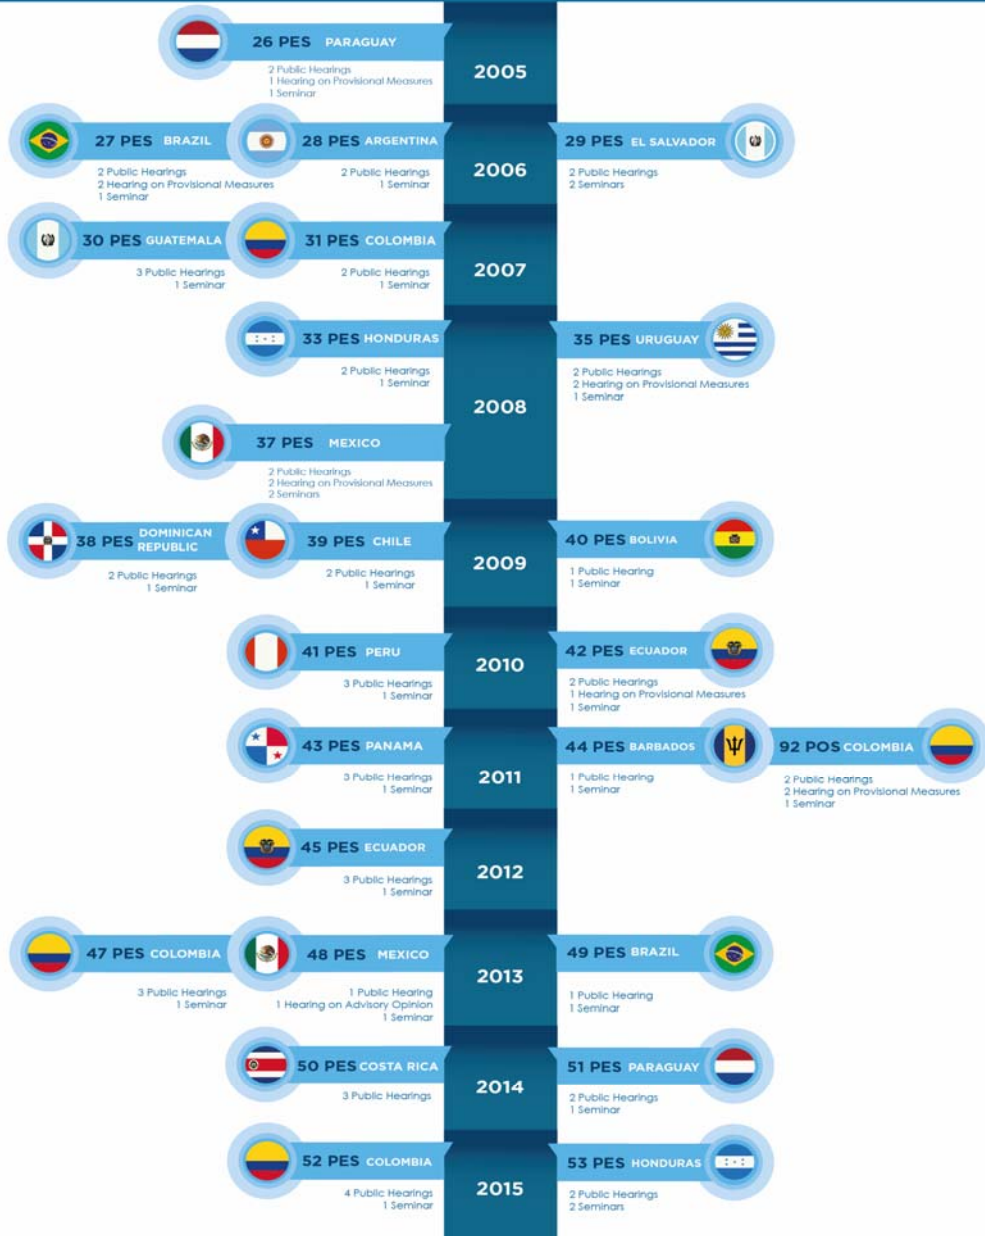 26 PES PARAGUAY
2 Public Hearings
1 Hearing on Provisional Measures
1 Seminar
2005
27 PES BRAZIL
2 Public Hearings
2 Hearing on Provisional Measures
1 Seminar
28 PES ARGENTINA
2 Public Hearings
1 Seminar
2006
29 PES EL SALVADOR
2 Public Hearings
2 Seminars
30 PES GUATEMALA
3 Public Hearings
1 Seminar
31 PES COLOMBIA
2 Public Hearings
1 Seminar
2007
33 PES HONDURAS
2 Public Hearings
1 Seminar
2008
35 PES URUGUAY
2 Public Hearings
2 Hearing on Provisional Measures
1 Seminar
37 PES MEXICO
2 Public Hearings
2 Hearing on Provisional Measures
2 Seminars
38 PES DOMINICAN REPUBLIC
2 Public Hearings
1 Seminar
39 PES CHILE
2 Public Hearings
1 Seminar
2009
40 PES BOLIVIA
1 Public Hearing
1 Seminar
41 PES PERU
3 Public Hearings
1 Seminar
2010
42 PES ECUADOR
2 Public Hearings
1 Hearing on Provisional Measures
1 Seminar
43 PES PANAMA
3 Public Hearings
1 Seminar
2011
44 PES BARBADOS
1 Public Hearing
1 Seminar
92 POS COLOMBIA
2 Public Hearings
2 Hearing on Provisional Measures
1 Seminar
45 PES ECUADOR
3 Public Hearings
1 Seminar
2012
47 PES COLOMBIA
3 Public Hearings
1 Seminar
48 PES MEXICO
1 Public Hearing
1 Hearing on Advisory Opinion
1 Seminar
2013
49 PES BRAZIL
1 Public Hearing
1 Seminar
50 PES COSTA RICA
3 Public Hearings
2014
51 PES PARAGUAY
2 Public Hearings
1 Seminar
52 PES COLOMBIA
4 Public Hearings
1 Seminar
2015
53 PES HONDURAS
2 Public Hearings
2 Seminars